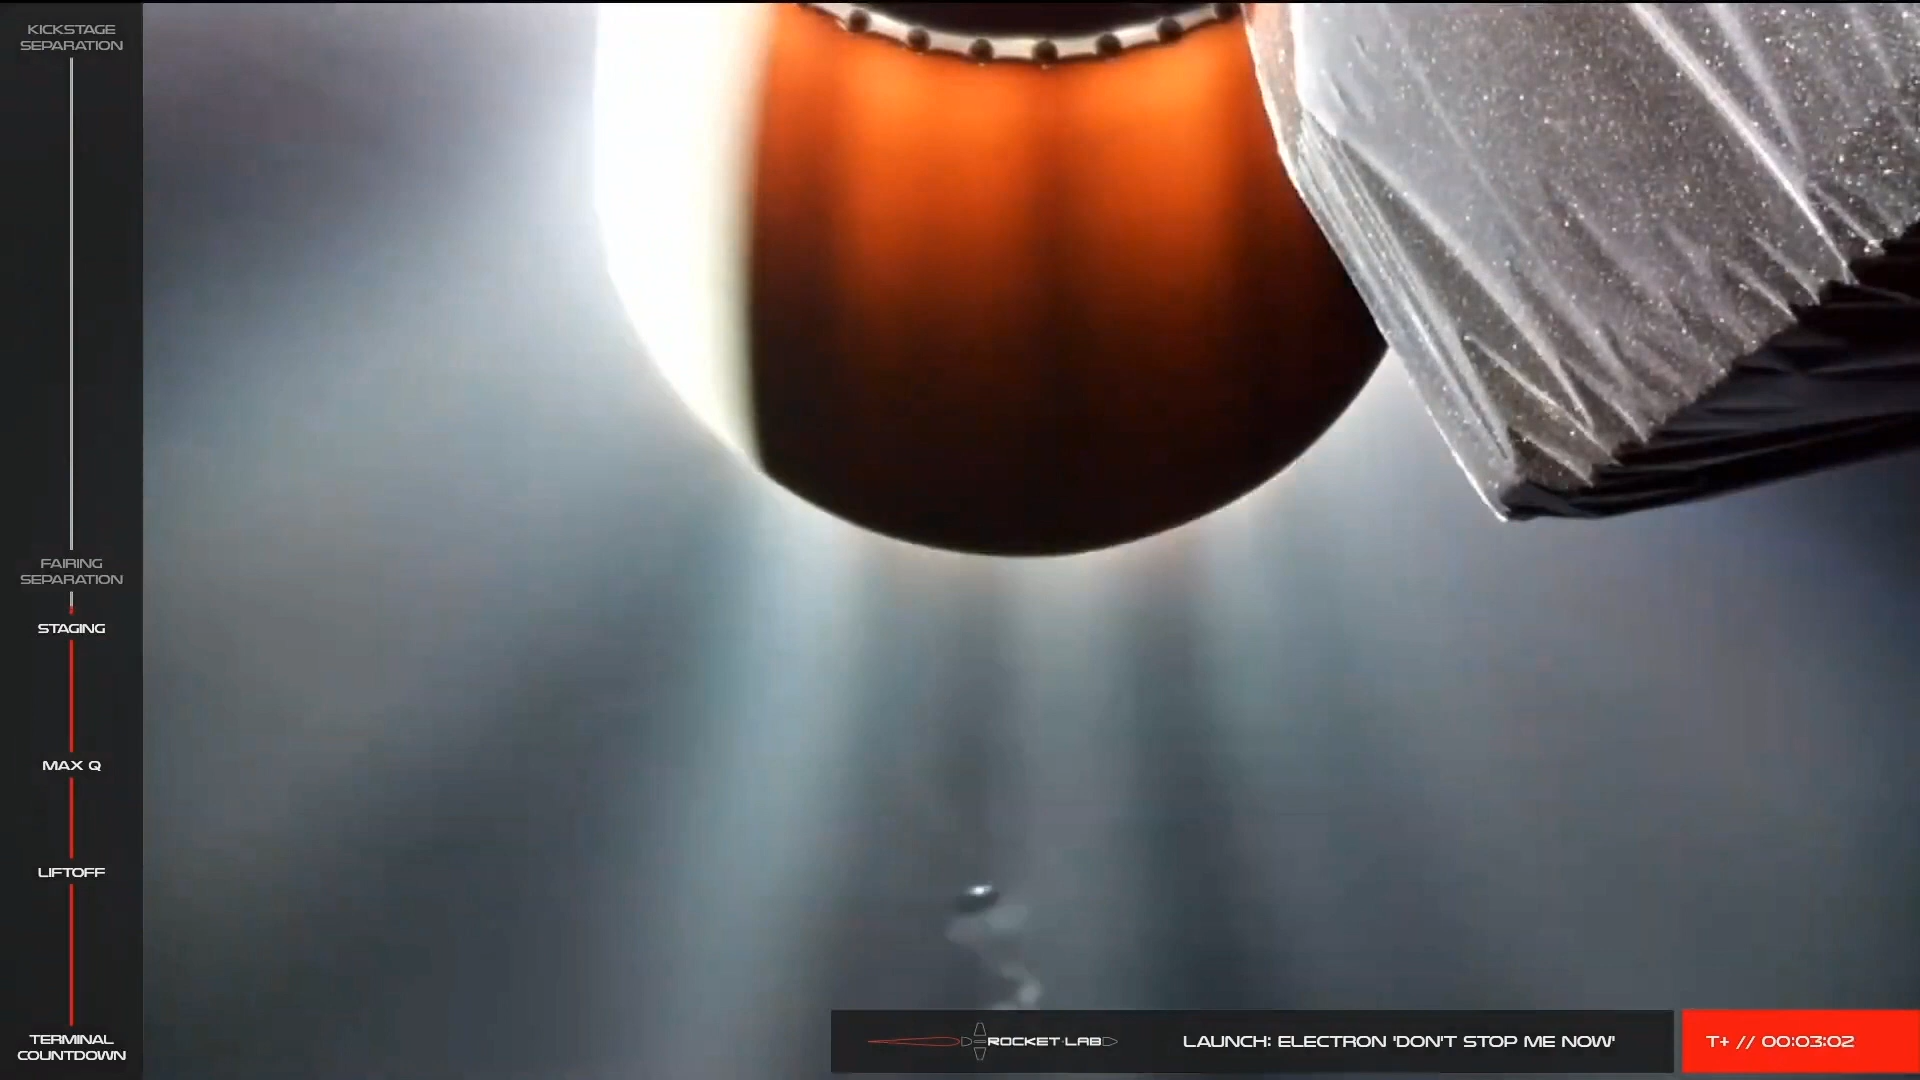 KICKSTAGE
SEPARATION
FAIRING
SEPARATION
STAGING
MAX Q
LIFTOFF
TERMINAL
COUNTDOWN
ROCKET LAB
LAUNCH: ELECTRON 'DON'T STOP ME NOW'
T+ // 00:03:02